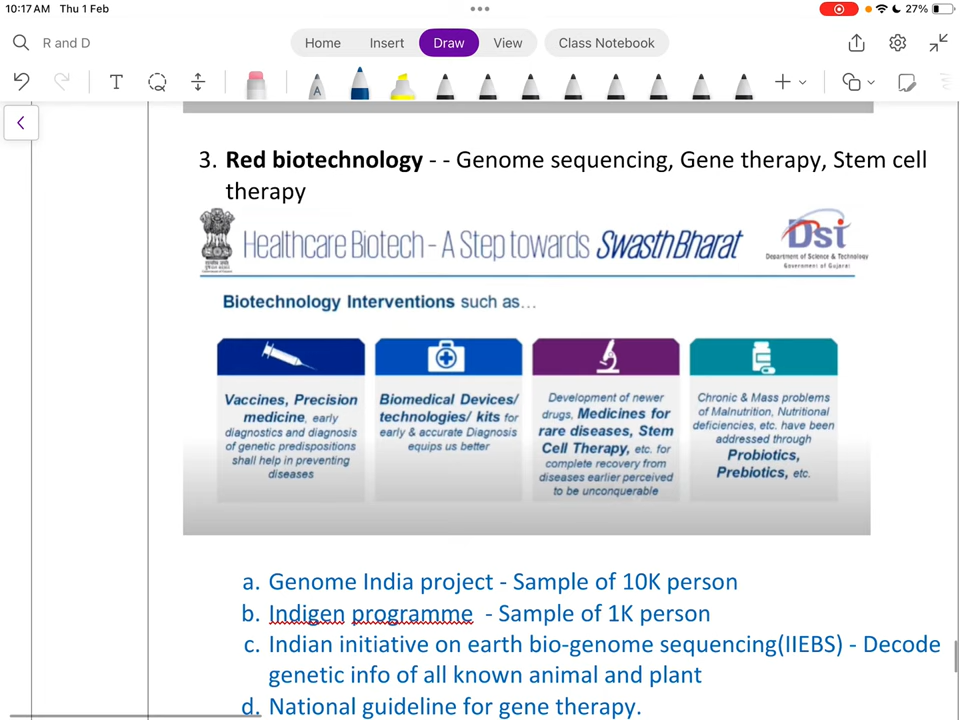 10:17 AM Thu 1 Feb
27%
R and D
Home Insert Draw View Class Notebook
T
A
3. Red biotechnology - - Genome sequencing, Gene therapy, Stem cell
therapy
Healthcare Biotech - A Step towards SwasthBharat
Dst
Department of Science & Technology
Government of Gujarat
Biotechnology Interventions such as...
Vaccines, Precision
medicine, early
diagnostics and diagnosis
of genetic predispositions
shall help in preventing
diseases
Biomedical Devices/
technologies/ kits for
early & accurate Diagnosis
equips us better
Development of newer
drugs, Medicines for
rare diseases, Stem
Cell Therapy, etc. for
complete recovery from
diseases earlier perceived
to be unconquerable
Chronic & Mass problems
of Malnutrition, Nutritional
deficiencies, etc. have been
addressed through
Probiotics,
Prebiotics, etc.
a. Genome India project - Sample of 10K person
b. Indigen programme - Sample of 1K person
c. Indian initiative on earth bio-genome sequencing(IIEBS) - Decode
genetic info of all known animal and plant
d. National guideline for gene therapy.